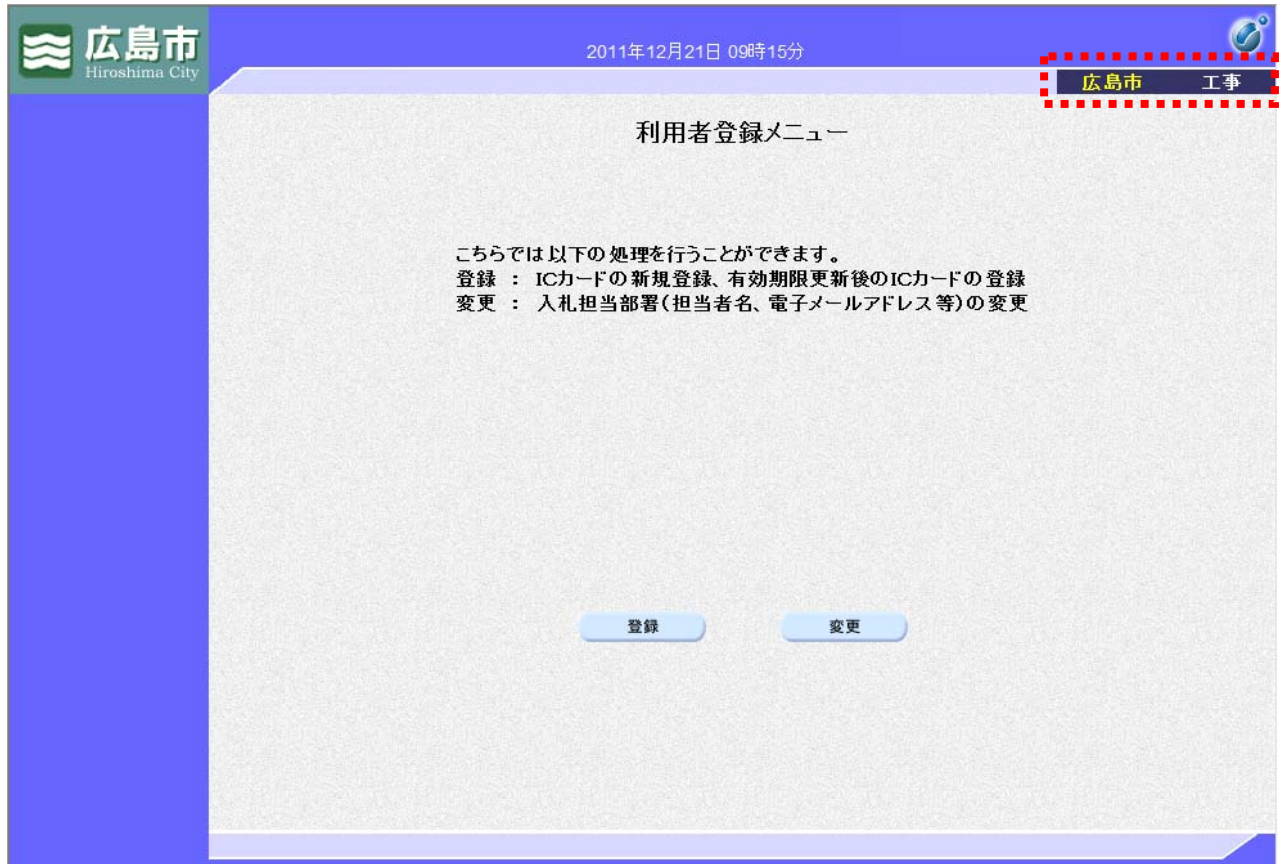 広島市
Hiroshima City
2011年12月21日 09時15分
広島市 工事
利用者登録メニュー
こちらでは以下の処理を行うことができます。
登録 : ICカードの新規登録、有効期限更新後のICカードの登録
変更 : 入札担当部署(担当者名、電子メールアドレス等)の変更
登録 変更